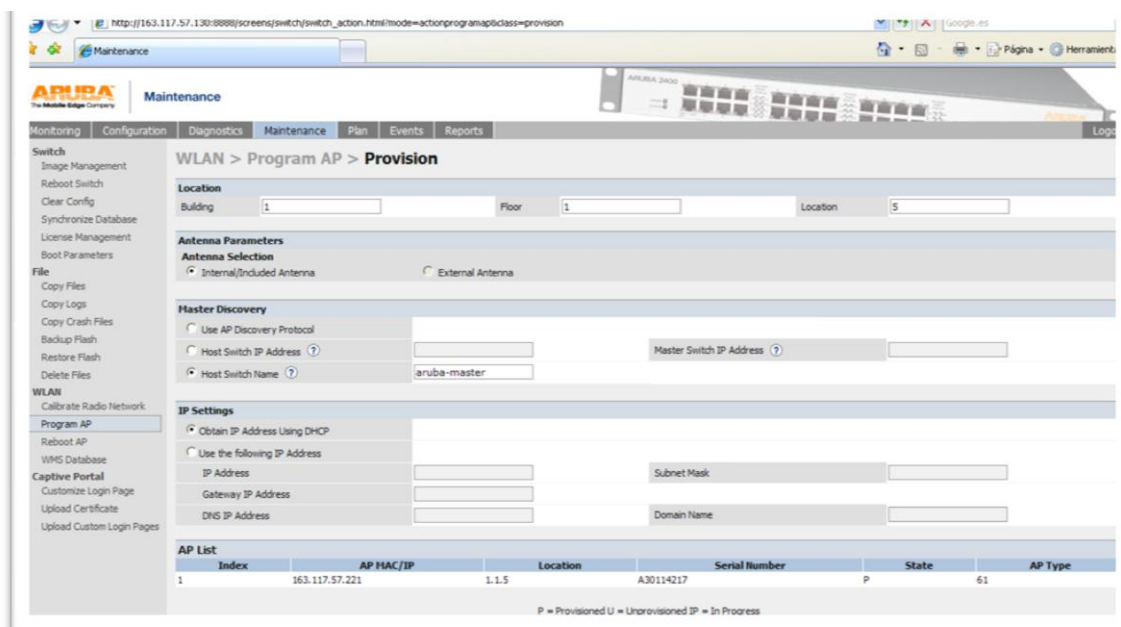 http://163.117.57.130:8888/screens/switch/switch_action.html?mode=actionprogramap&class=provision Google.es
Maintenance Página Herramient
ARUBA 2400
ARUBA
The Mobile Edge Company
Maintenance
Monitoring Configuration Diagnostics Maintenance Plan Events Reports Logo
Switch
Image Management
Reboot Switch
Clear Config
Synchronize Database
License Management
Boot Parameters
File
Copy Files
Copy Logs
Copy Crash Files
Backup Flash
Restore Flash
Delete Files
WLAN
Calibrate Radio Network
Program AP
Reboot AP
WMS Database
Captive Portal
Customize Login Page
Upload Certificate
Upload Custom Login Pages
WLAN > Program AP > Provision
Location
Building 1 Floor 1 Location 5
Antenna Parameters
Antenna Selection
Internal/Included Antenna External Antenna
Master Discovery
Use AP Discovery Protocol
Host Switch IP Address ? Master Switch IP Address ?
Host Switch Name ? aruba-master
IP Settings
Obtain IP Address Using DHCP
Use the following IP Address
IP Address Subnet Mask
Gateway IP Address
DNS IP Address Domain Name
AP List
Index AP MAC/IP Location Serial Number State AP Type
1 163.117.57.221 1.1.5 A30114217 P 61
P = Provisioned U = Unprovisioned IP = In Progress